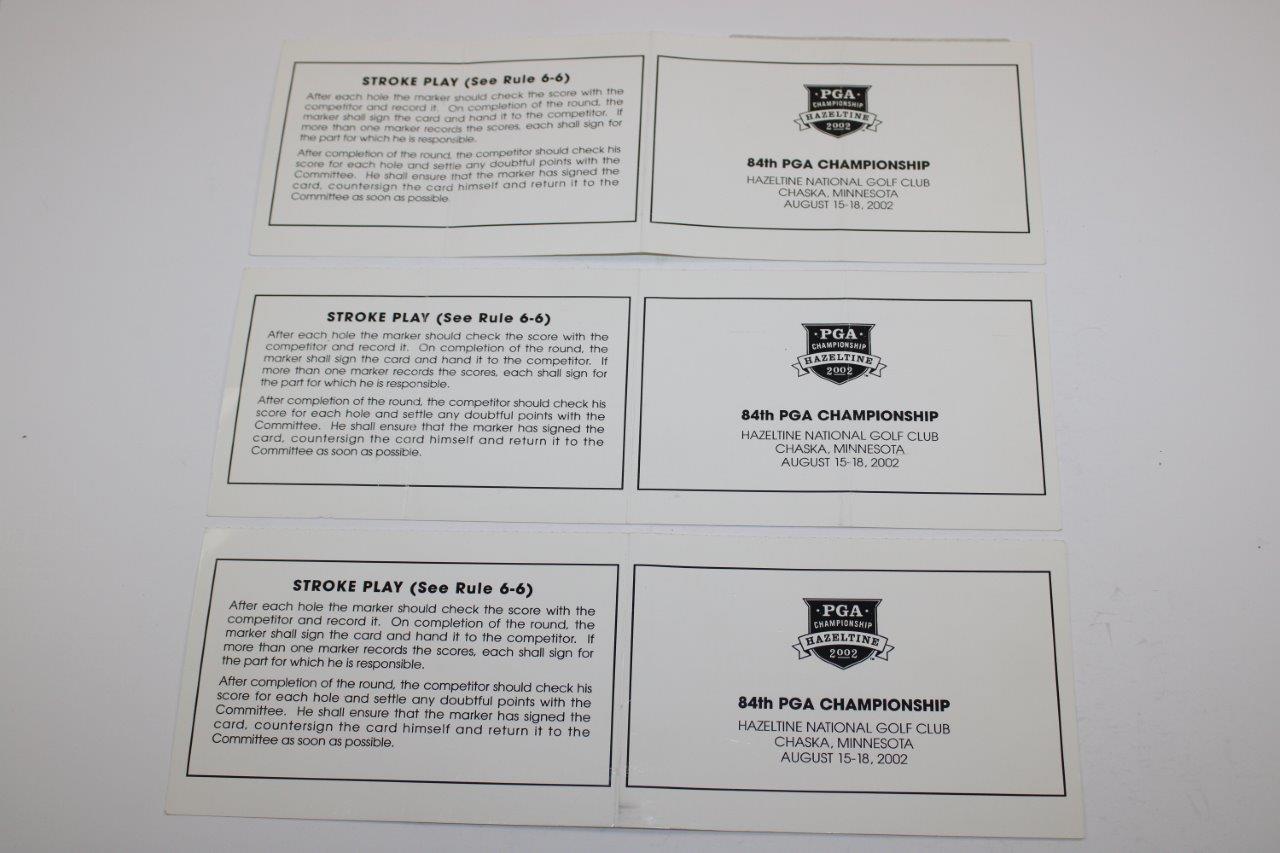 STROKE PLAY (See Rule 6-6)
After each hole the marker should check the score with the
competitor and record it. On completion of the round, the
marker shall sign the card and hand it to the competitor. If
more than one marker records the scores, each shall sign for
the part for which he is responsible.
After completion of the round, the competitor should check his
score for each hole and settle any doubtful points with the
Committee. He shall ensure that the marker has signed the
card, countersign the card himself and return it to the
Committee as soon as possible.
PGA
CHAMPIONSHIP
HAZELTINE
2002
84th PGA CHAMPIONSHIP
HAZELTINE NATIONAL GOLF CLUB
CHASKA, MINNESOTA
AUGUST 15-18, 2002
STROKE PLAY (See Rule 6-6)
After each hole the marker should check the score with the
competitor and record it. On completion of the round, the
marker shall sign the card and hand it to the competitor. If
more than one marker records the scores, each shall sign for
the part for which he is responsible.
After completion of the round, the competitor should check his
score for each hole and settle any doubtful points with the
Committee. He shall ensure that the marker has signed the
card, countersign the card himself and return it to the
Committee as soon as possible.
· PGA ·
CHAMPIONSHIP
HAZELTINE
2002
84th PGA CHAMPIONSHIP
HAZELTINE NATIONAL GOLF CLUB
CHASKA, MINNESOTA
AUGUST 15-18, 2002
STROKE PLAY (See Rule 6-6)
After each hole the marker should check the score with the
competitor and record it. On completion of the round, the
marker shall sign the card and hand it to the competitor. If
more than one marker records the scores, each shall sign for
the part for which he is responsible.
After completion of the round, the competitor should check his
score for each hole and settle any doubtful points with the
Committee. He shall ensure that the marker has signed the
card, countersign the card himself and return it to the
Committee as soon as possible.
· PGA ·
CHAMPIONSHIP
HAZELTINE
2002
84th PGA CHAMPIONSHIP
HAZELTINE NATIONAL GOLF CLUB
CHASKA, MINNESOTA
AUGUST 15-18, 2002